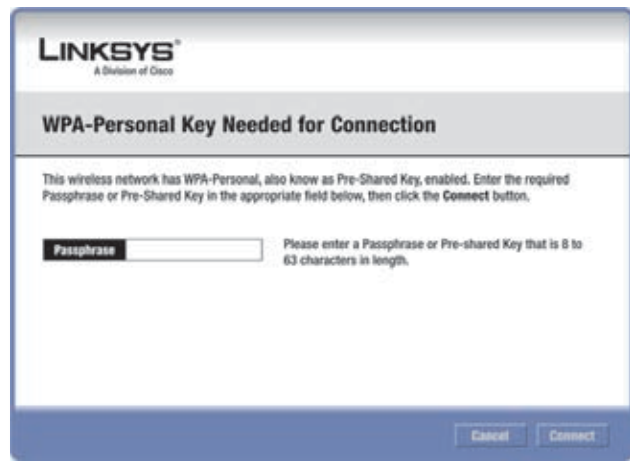 LINKSYS®
A Division of Cisco
WPA-Personal Key Needed for Connection
This wireless network has WPA-Personal, also know as Pre-Shared Key, enabled. Enter the required
Passphrase or Pre-Shared Key in the appropriate field below, then click the Connect button.
Passphrase
Please enter a Passphrase or Pre-shared Key that is 8 to
63 characters in length.
Cancel
Connect